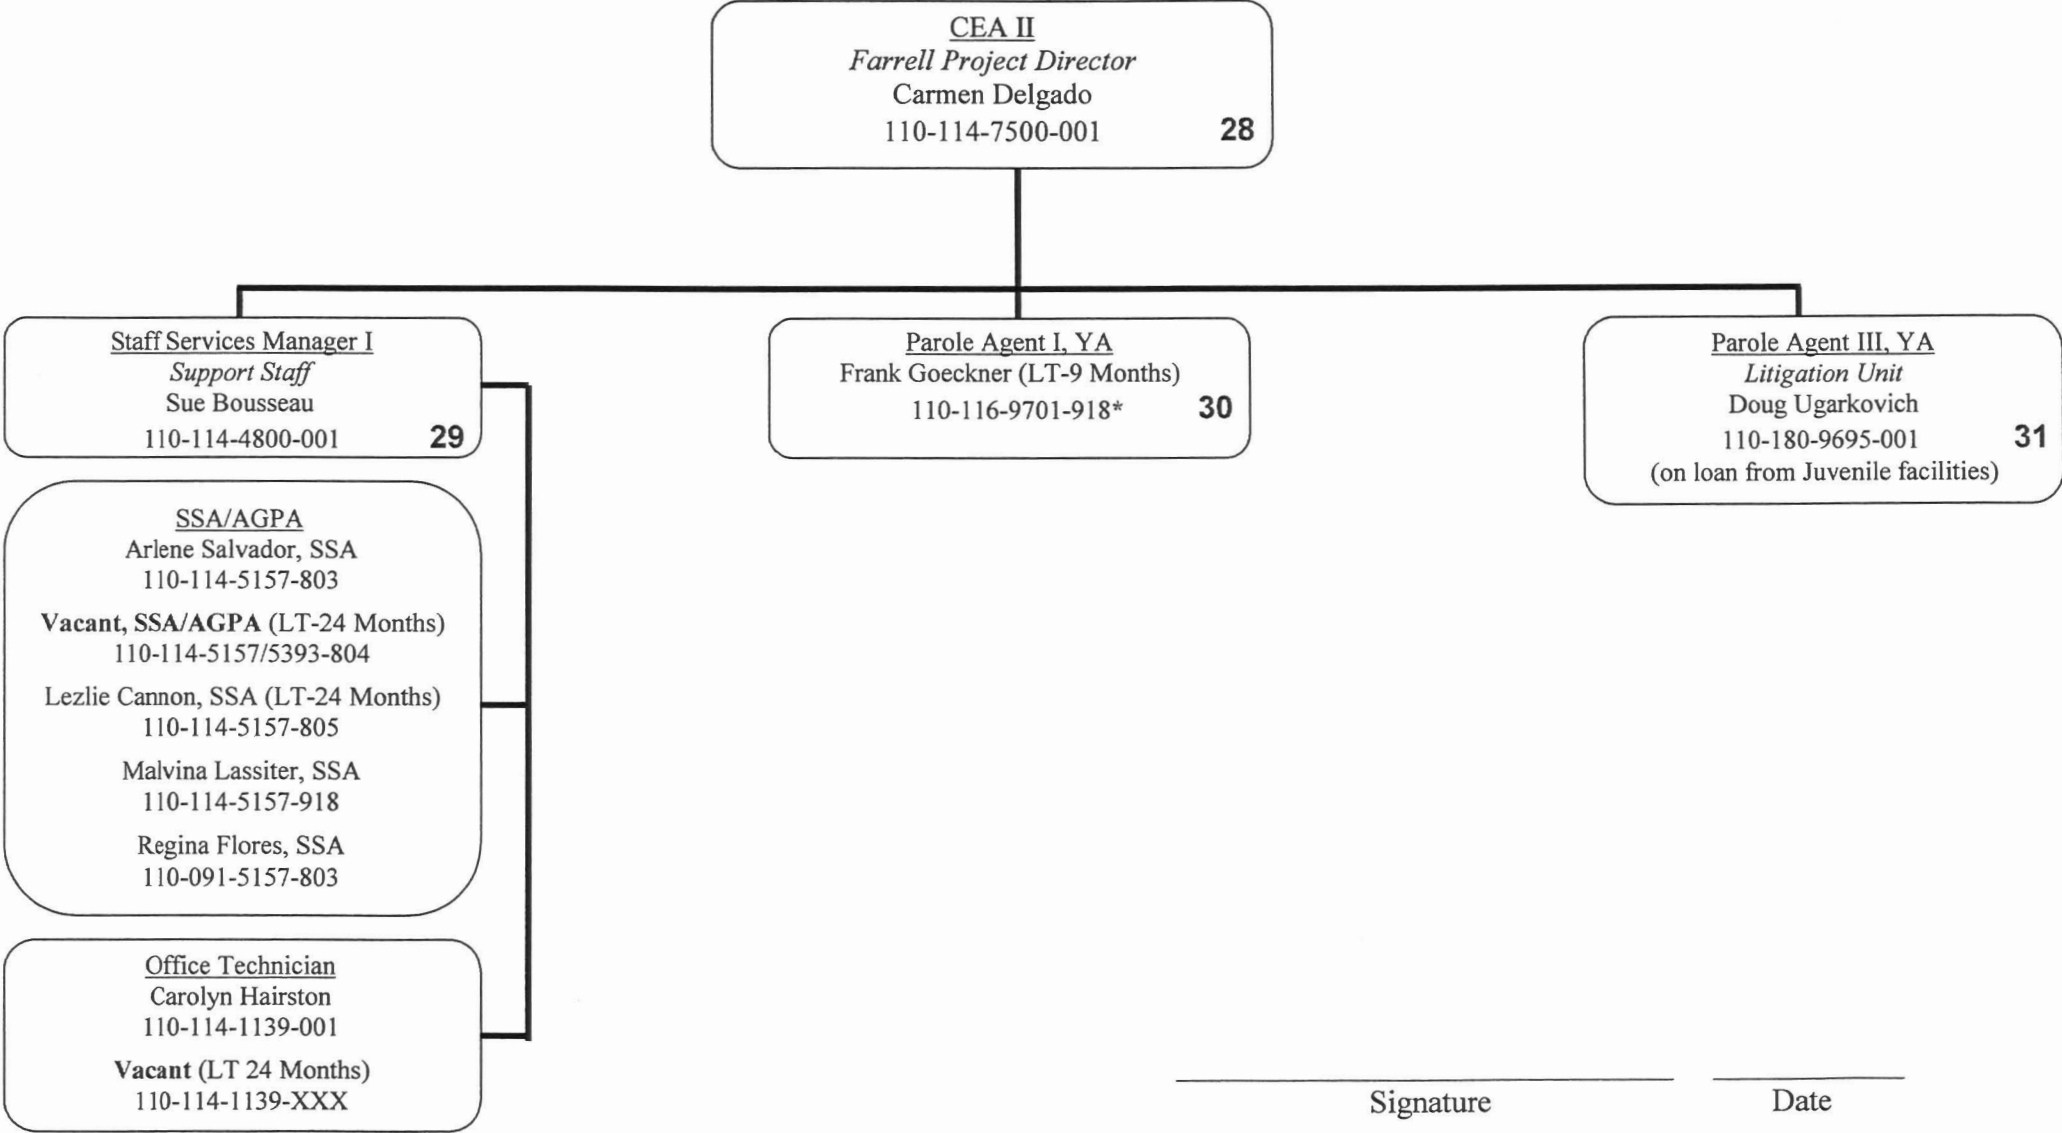 CEA II
Farrell Project Director
Carmen Delgado
110-114-7500-001 28
Staff Services Manager I
Support Staff
Sue Bousseau
110-114-4800-001 29
Parole Agent I, YA
Frank Goeckner (LT-9 Months)
110-116-9701-918* 30
Parole Agent III, YA
Litigation Unit
Doug Ugarkovich
110-180-9695-001 31
(on loan from Juvenile facilities)
SSA/AGPA
Arlene Salvador, SSA
110-114-5157-803
Vacant, SSA/AGPA (LT-24 Months)
110-114-5157/5393-804
Lezlie Cannon, SSA (LT-24 Months)
110-114-5157-805
Malvina Lassiter, SSA
110-114-5157-918
Regina Flores, SSA
110-091-5157-803
Office Technician
Carolyn Hairston
110-114-1139-001
Vacant (LT 24 Months)
110-114-1139-XXX
Signature Date